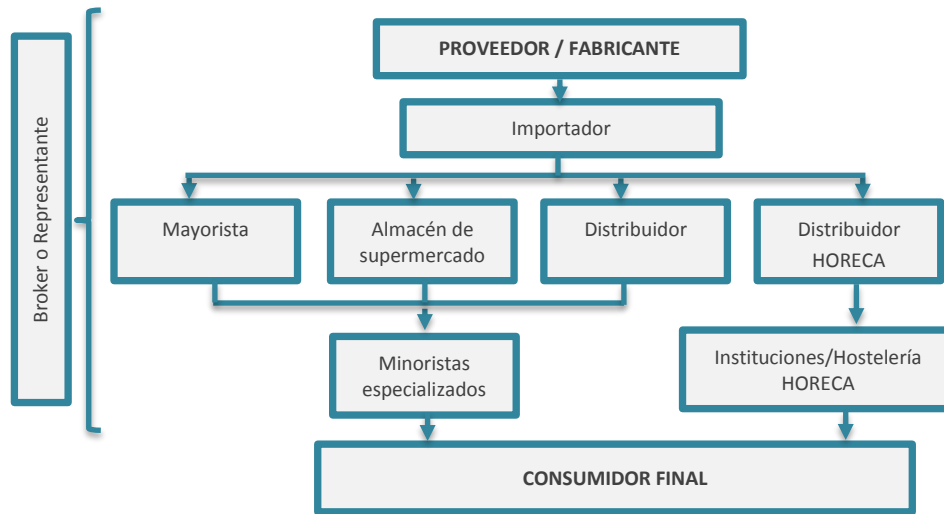 Broker o Representante
PROVEEDOR / FABRICANTE
Importador
Mayorista
Almacén de
supermercado
Distribuidor
Distribuidor
HORECA
Minoristas
especializados
Instituciones/Hostelería
HORECA
CONSUMIDOR FINAL